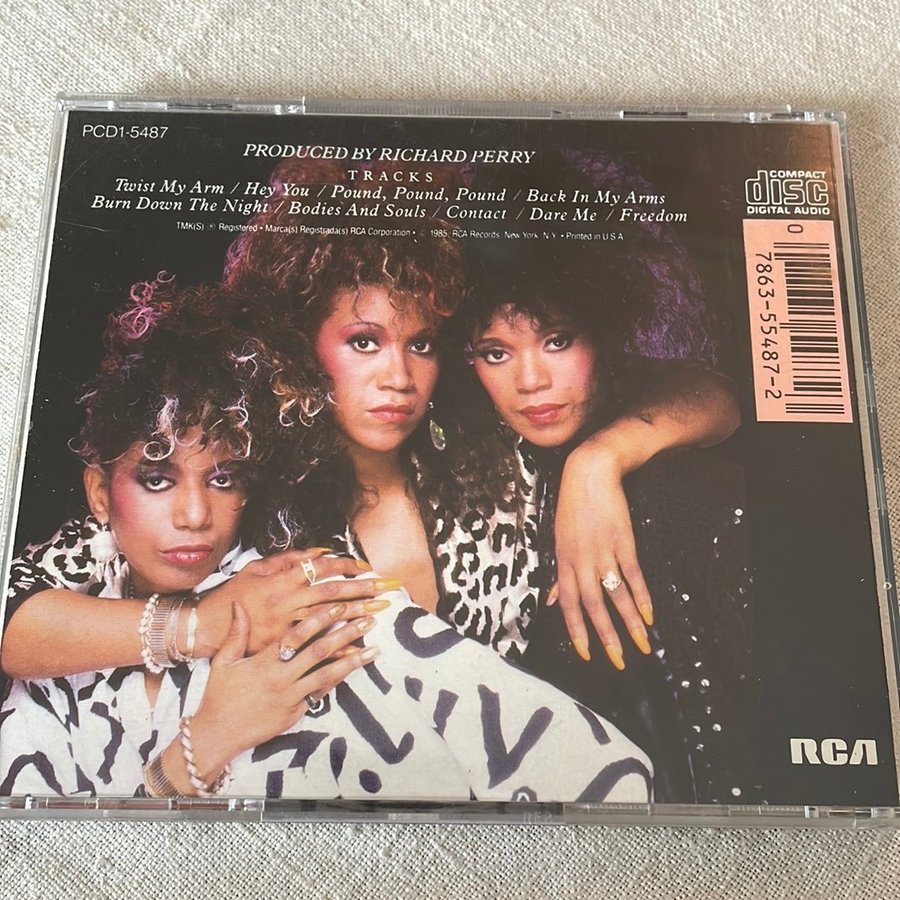 PCD1-5487
PRODUCED BY RICHARD PERRY
TRACKS
Twist My Arm / Hey You / Pound, Pound, Pound / Back In My Arms
Burn Down The Night / Bodies And Souls / Contact / Dare Me / Freedom
TMK(S) ® Registered • Marca(s) Registrada(s) RCA Corporation • © 1985, RCA Records, New York, N.Y. • Printed in U.S.A.
COMPACT
disc
DIGITAL AUDIO
0 7863-55487-2
RCA